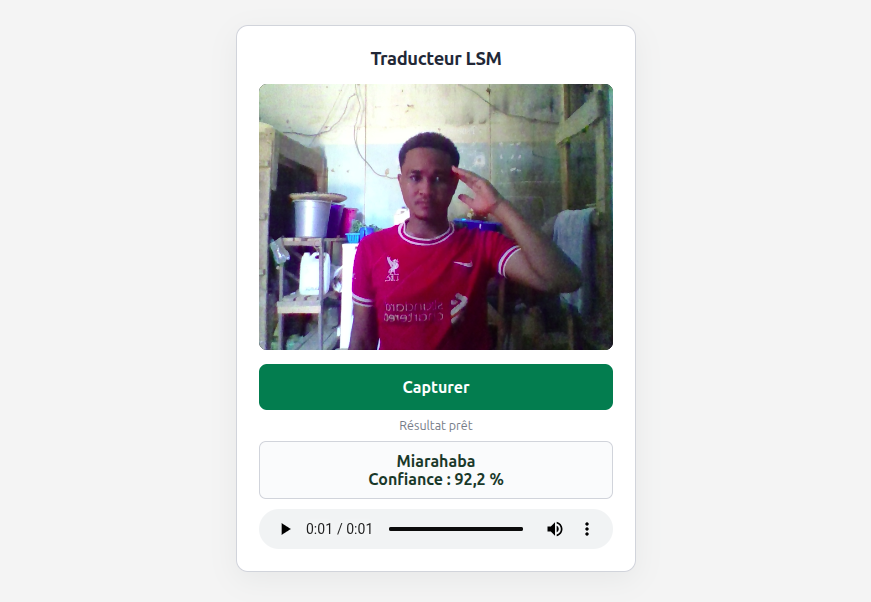 Traducteur LSM
Capturer
Résultat prêt
Miarahaba
Confiance : 92,2 %
0:01 / 0:01